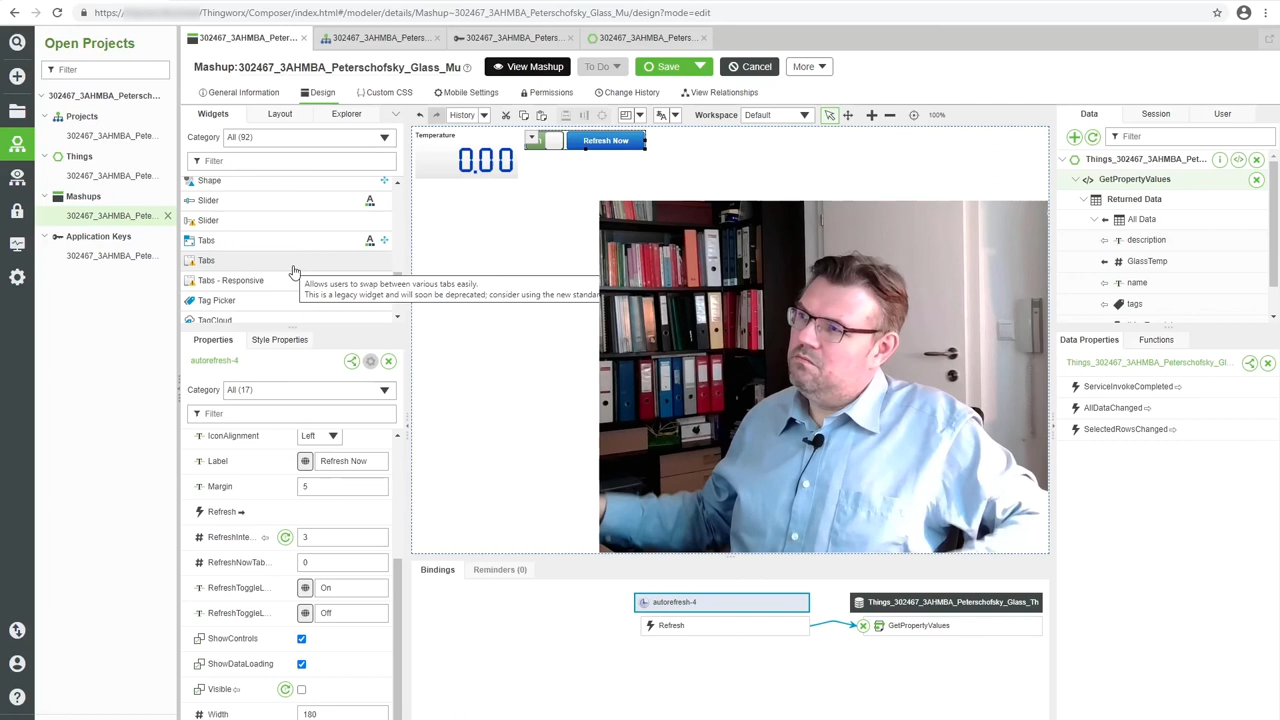 https://
/Thingworx/Composer/index.html#/modeler/details/Mashup~302467_3AHMBA_Peterschofsky_Glass_Mu/design?mode=edit
Open Projects
302467_3AHMBA_Peter...
302467_3AHMBA_Peters...
302467_3AHMBA_Peters...
302467_3AHMBA_Peters...
Filter
Mashup:302467_3AHMBA_Peterschofsky_Glass_Mu
View Mashup
To Do
Save
Cancel
More
302467_3AHMBA_Petersch...
General Information
Design
Custom CSS
Mobile Settings
Permissions
Change History
View Relationships
Projects
302467_3AHMBA_Pete...
Things
302467_3AHMBA_Pete...
Mashups
302467_3AHMBA_Pete...
Application Keys
302467_3AHMBA_Pete...
Widgets
Layout
Explorer
History
Workspace
Default
100%
Category
All (92)
Filter
Shape
Slider
Slider
Tabs
Tabs
Tabs - Responsive
Tag Picker
TagCloud
Allows users to swap between various tabs easily.
This is a legacy widget and will soon be deprecated; consider using the new standar
Temperature
0.00
Refresh Now
Properties
Style Properties
autorefresh-4
Category
All (17)
Filter
IconAlignment
Left
Label
Refresh Now
Margin
5
Refresh
RefreshInte...
3
RefreshNowTab...
0
RefreshToggleL...
On
RefreshToggleL...
Off
ShowControls
ShowDataLoading
Visible
Width
180
Bindings
Reminders (0)
autorefresh-4
Refresh
Things_302467_3AHMBA_Peterschofsky_Glass_Th
GetPropertyValues
Data
Session
User
Filter
Things_302467_3AHMBA_Pet...
GetPropertyValues
Returned Data
All Data
description
GlassTemp
name
tags
Data Properties
Functions
Things_302467_3AHMBA_Peterschofsky_Gl...
ServiceInvokeCompleted
AllDataChanged
SelectedRowsChanged